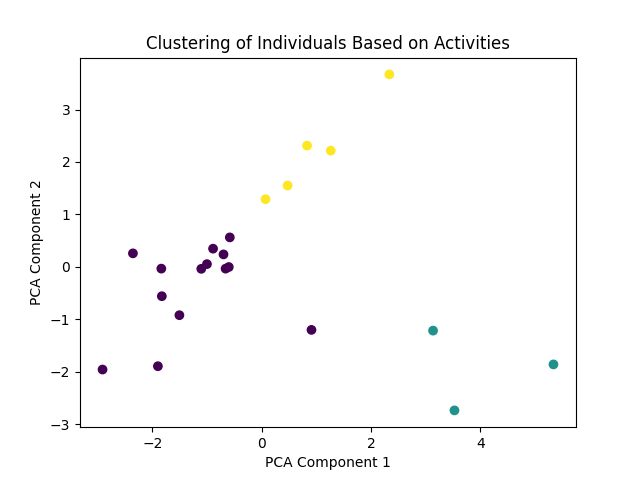 Clustering of Individuals Based on Activities
3
2
1
0
−1
−2
−3
PCA Component 2
−2 0 2 4
PCA Component 1